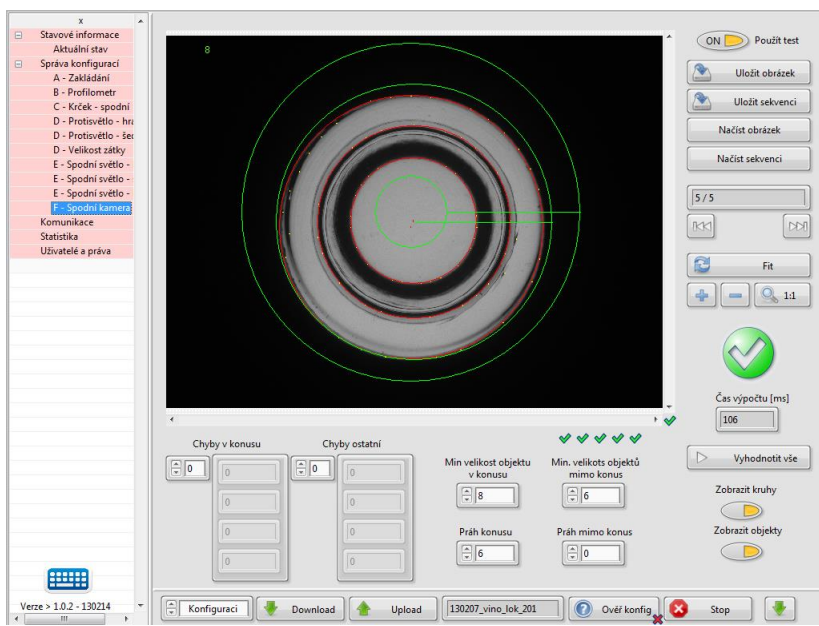 x
Stavové informace
Aktuální stav
Správa konfigurací
A - Zakládání
B - Profilometr
C - Krček - spodní
D - Protisvětlo - hra
D - Protisvětlo - šed
D - Velikost zátky
E - Spodní světlo -
E - Spodní světlo -
E - Spodní světlo -
F - Spodní kamera
Komunikace
Statistika
Uživatelé a práva
Verze > 1.0.2 - 130214
8
ON
Použít test
Uložit obrázek
Uložit sekvenci
Načíst obrázek
Načíst sekvenci
5 / 5
Fit
1:1
Čas výpočtu [ms]
106
Vyhodnotit vše
Zobrazit kruhy
Zobrazit objekty
Chyby v konusu
0
0
0
0
0
Chyby ostatní
0
0
0
0
0
Min velikost objektu
v konusu
8
Min. velikots objektů
mimo konus
6
Práh konusu
6
Práh mimo konus
0
Konfiguraci
Download
Upload
130207_vino_lok_201
Ověř konfig
Stop